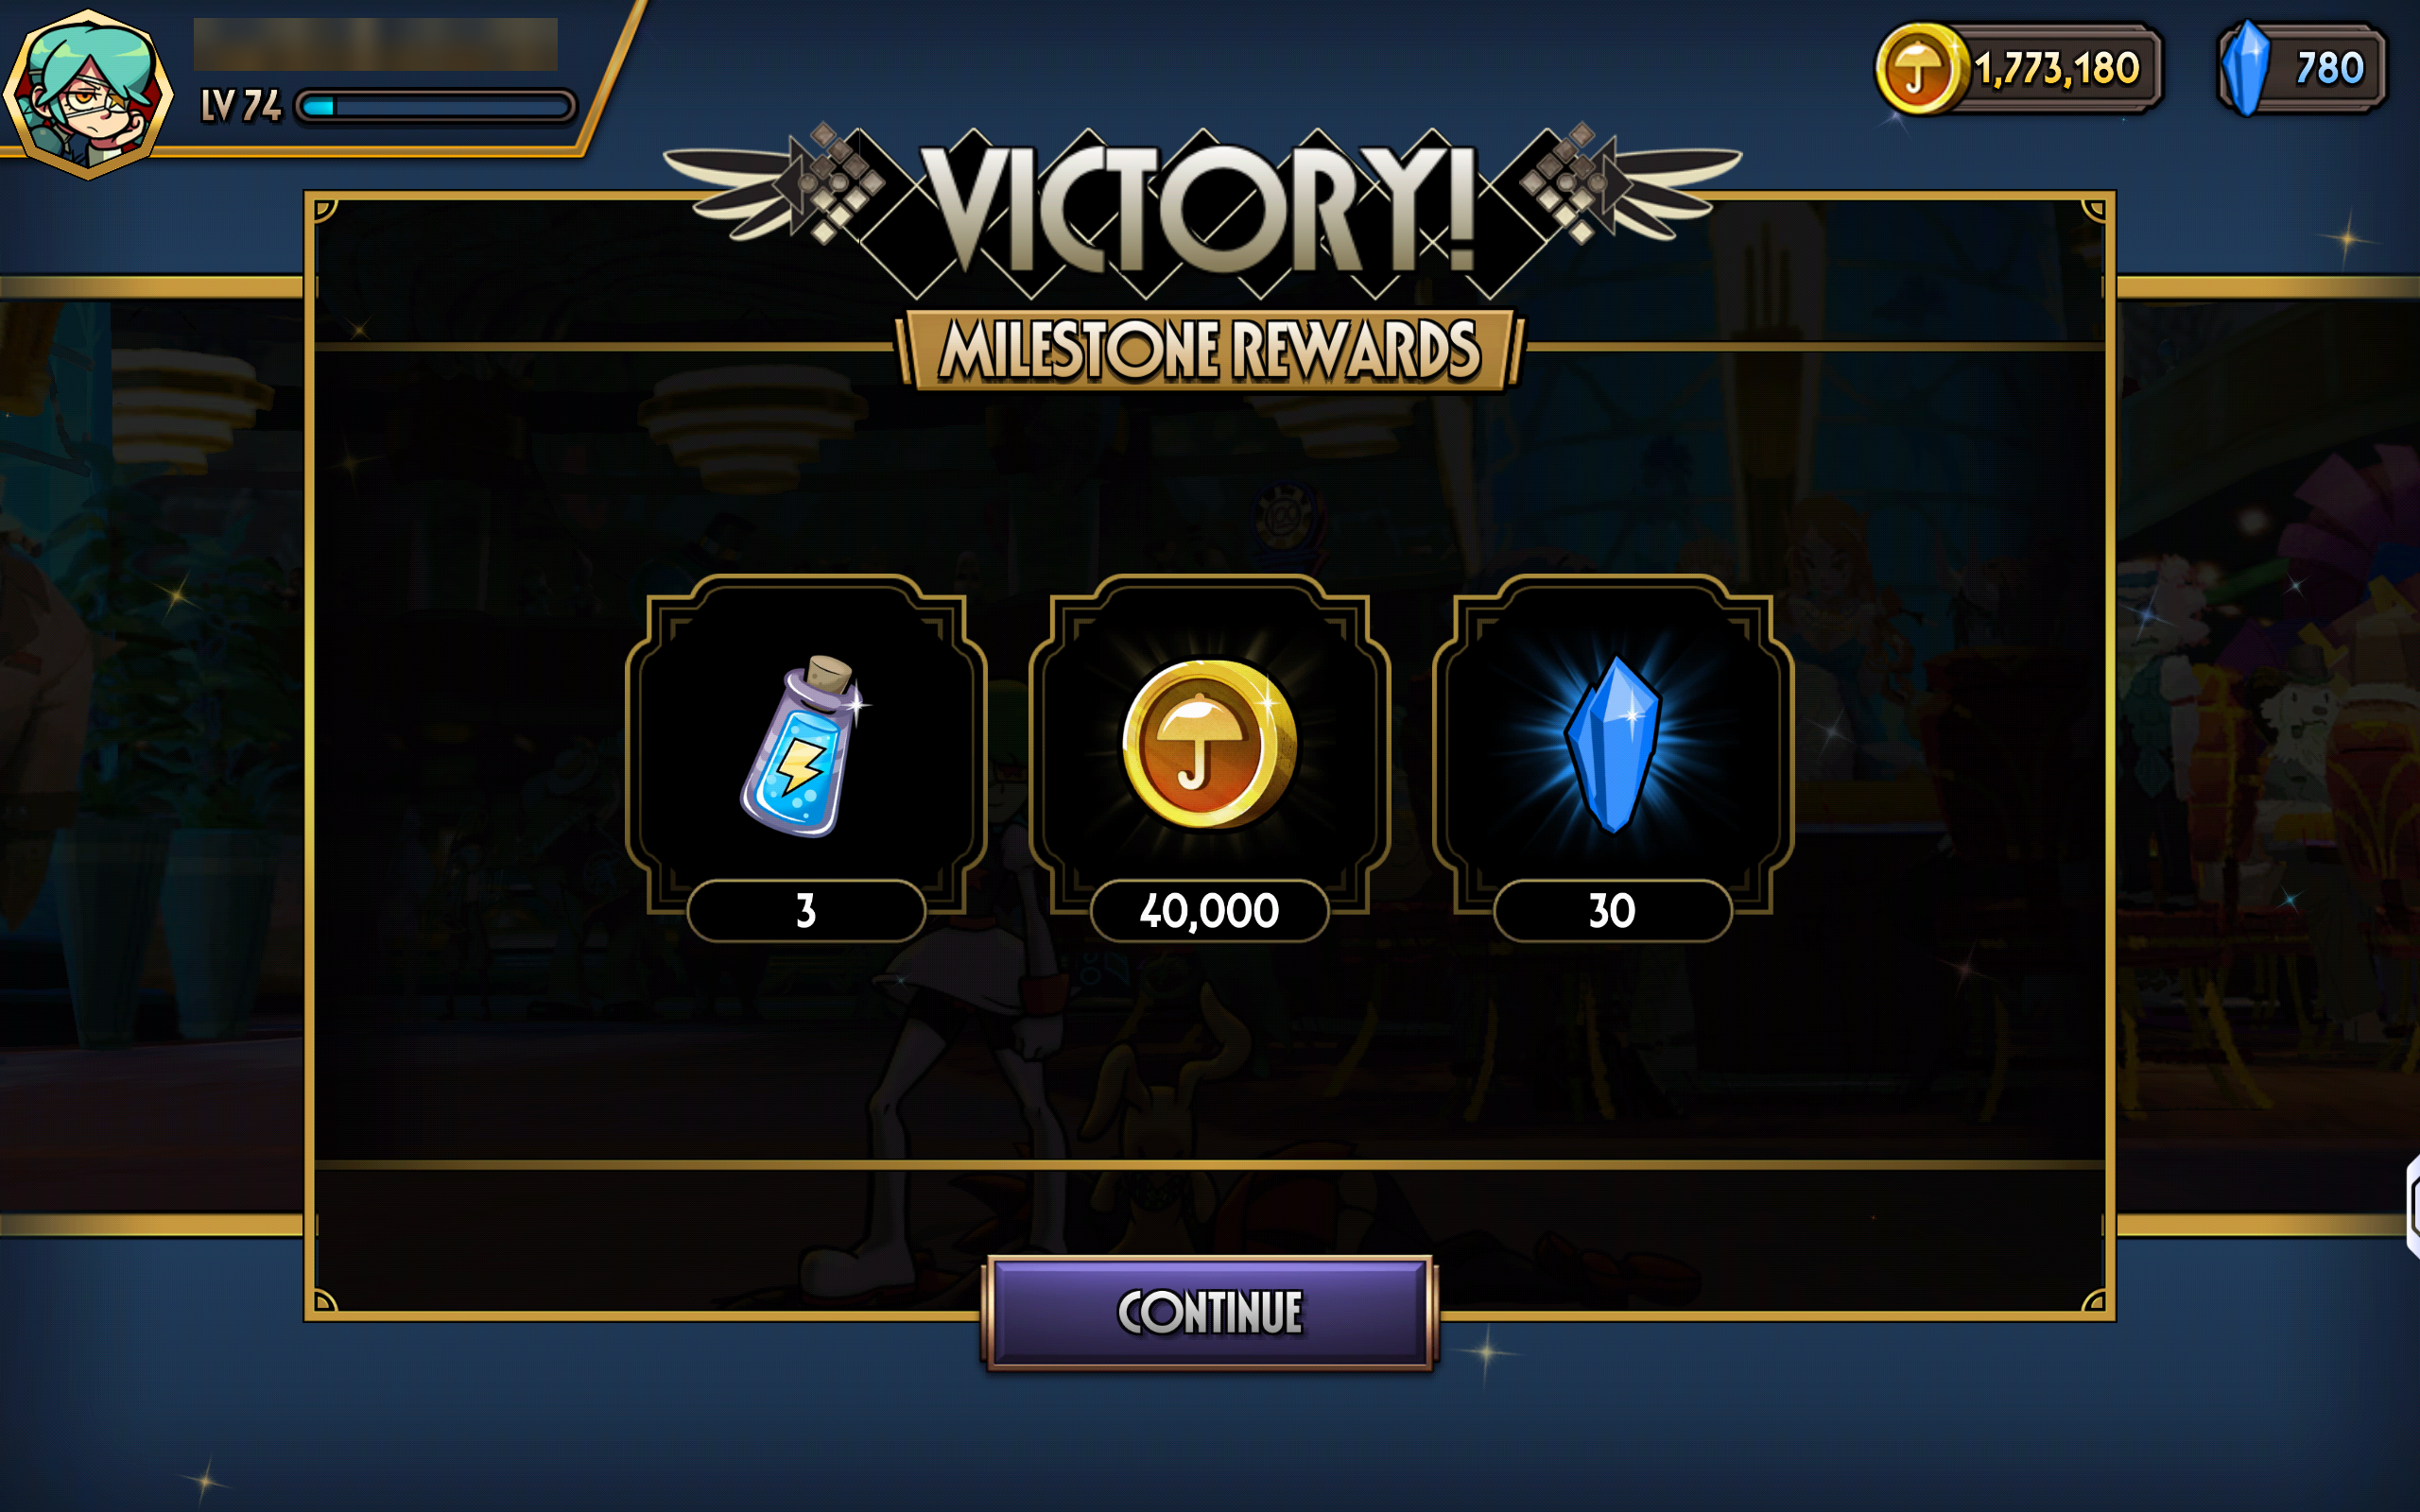 LV 74
1,773,180
780
VICTORY!
MILESTONE REWARDS
3
40,000
30
CONTINUE